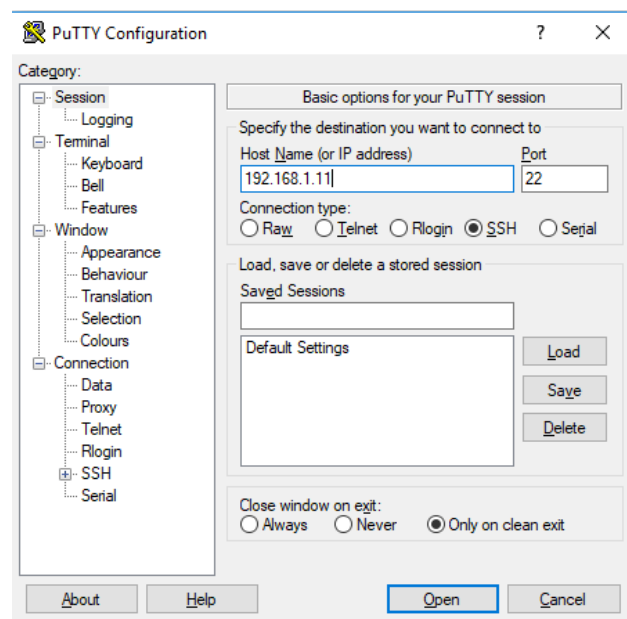 PuTTY Configuration ? ×
Category:
Session
Logging
Terminal
Keyboard
Bell
Features
Window
Appearance
Behaviour
Translation
Selection
Colours
Connection
Data
Proxy
Telnet
Rlogin
SSH
Serial
Basic options for your PuTTY session
Specify the destination you want to connect to
Host Name (or IP address) Port
192.168.1.11 22
Connection type:
Raw Telnet Rlogin SSH Serial
Load, save or delete a stored session
Saved Sessions
Default Settings
Load
Save
Delete
Close window on exit:
Always Never Only on clean exit
About Help Open Cancel